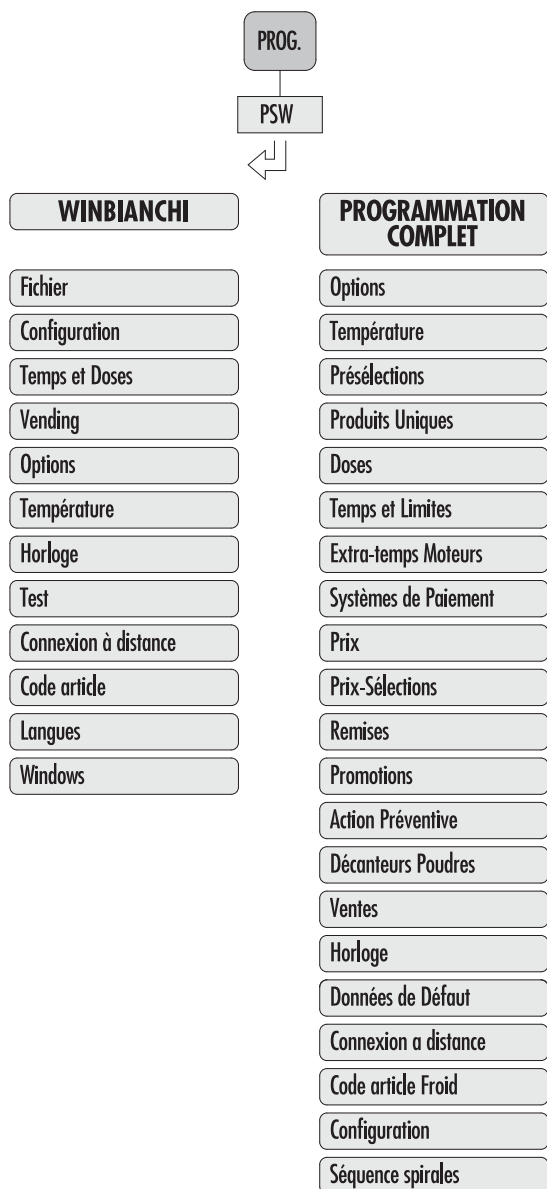 PROG.
PSW
WINBIANCHI
Fichier
Configuration
Temps et Doses
Vending
Options
Température
Horloge
Test
Connexion à distance
Code article
Langues
Windows
PROGRAMMATION
COMPLET
Options
Température
Présélections
Produits Uniques
Doses
Temps et Limites
Extra-temps Moteurs
Systèmes de Paiement
Prix
Prix-Sélections
Remises
Promotions
Action Préventive
Décanteurs Poudres
Ventes
Horloge
Données de Défaut
Connexion a distance
Code article Froid
Configuration
Séquence spirales